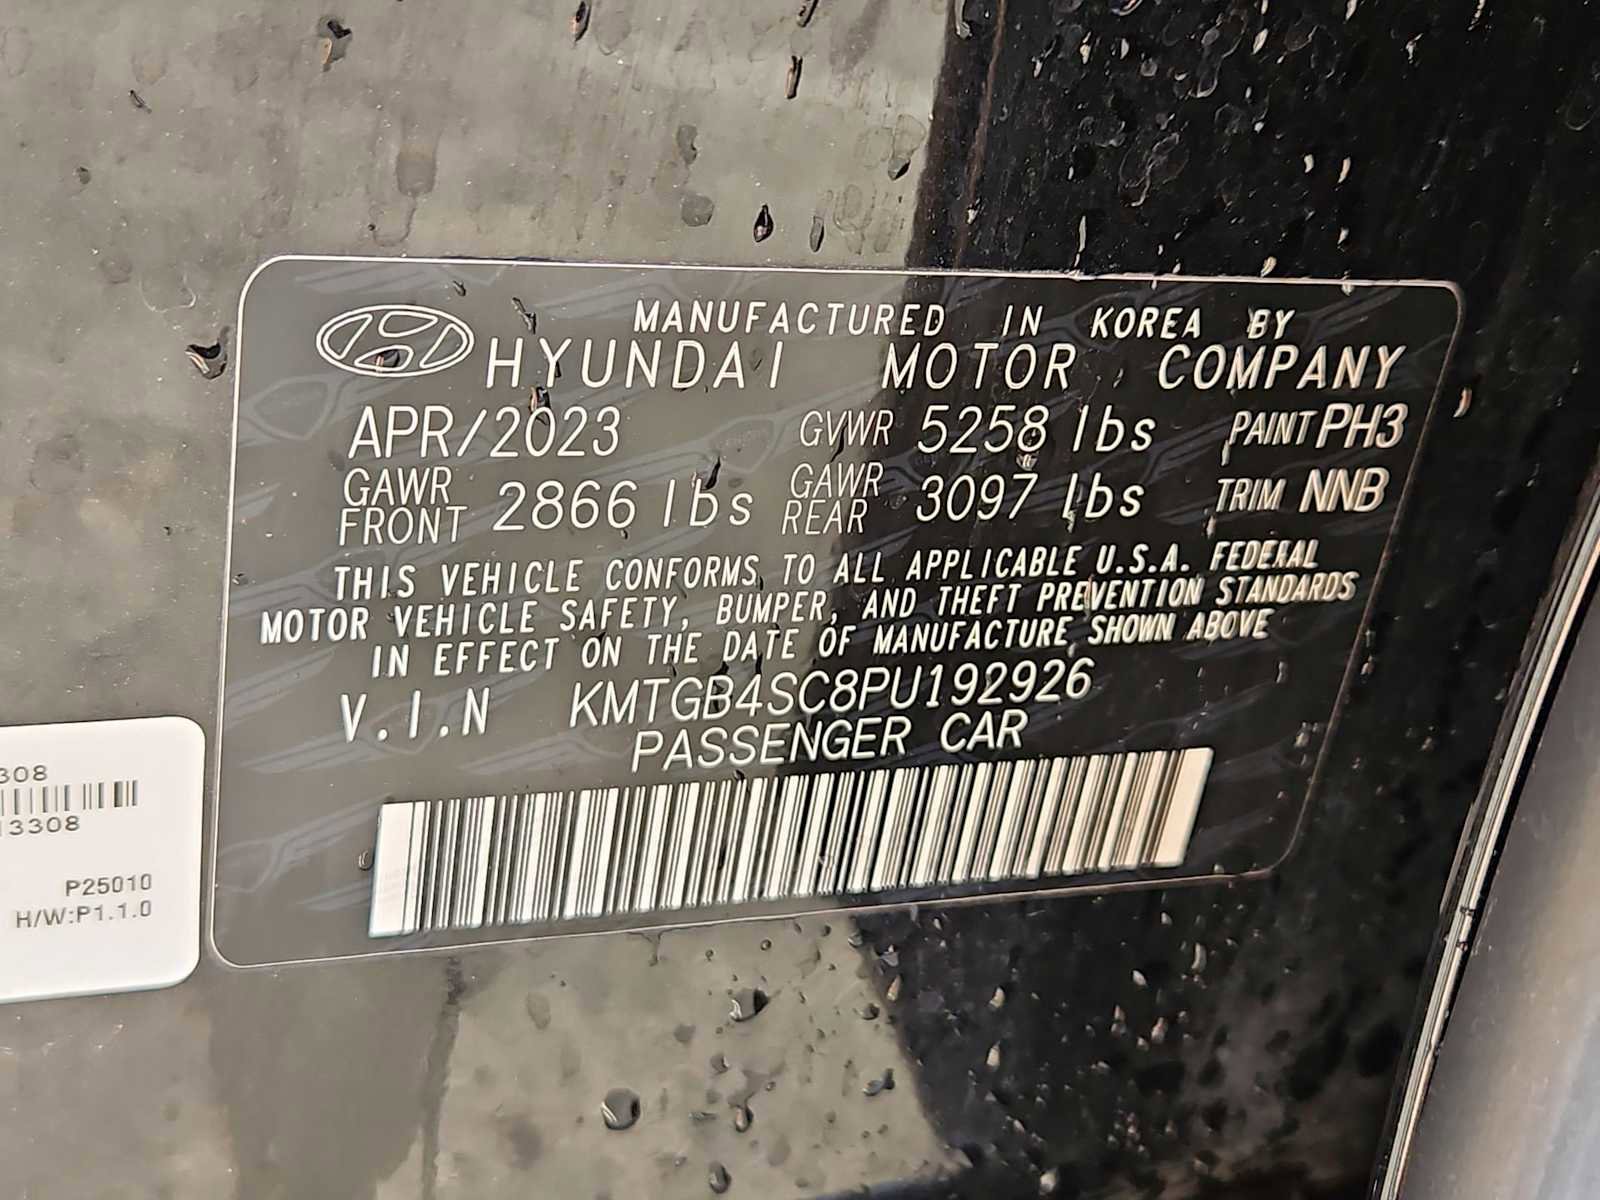 MANUFACTURED IN KOREA BY
HYUNDAI MOTOR COMPANY
APR/2023 GVWR 5258 lbs PAINT PH3
GAWR FRONT 2866 lbs GAWR REAR 3097 lbs TRIM NNB
THIS VEHICLE CONFORMS TO ALL APPLICABLE U.S.A. FEDERAL
MOTOR VEHICLE SAFETY, BUMPER, AND THEFT PREVENTION STANDARDS
IN EFFECT ON THE DATE OF MANUFACTURE SHOWN ABOVE
V.I.N KMTGB4SC8PU192926
PASSENGER CAR
308
13308
P25010
H/W:P1.1.0